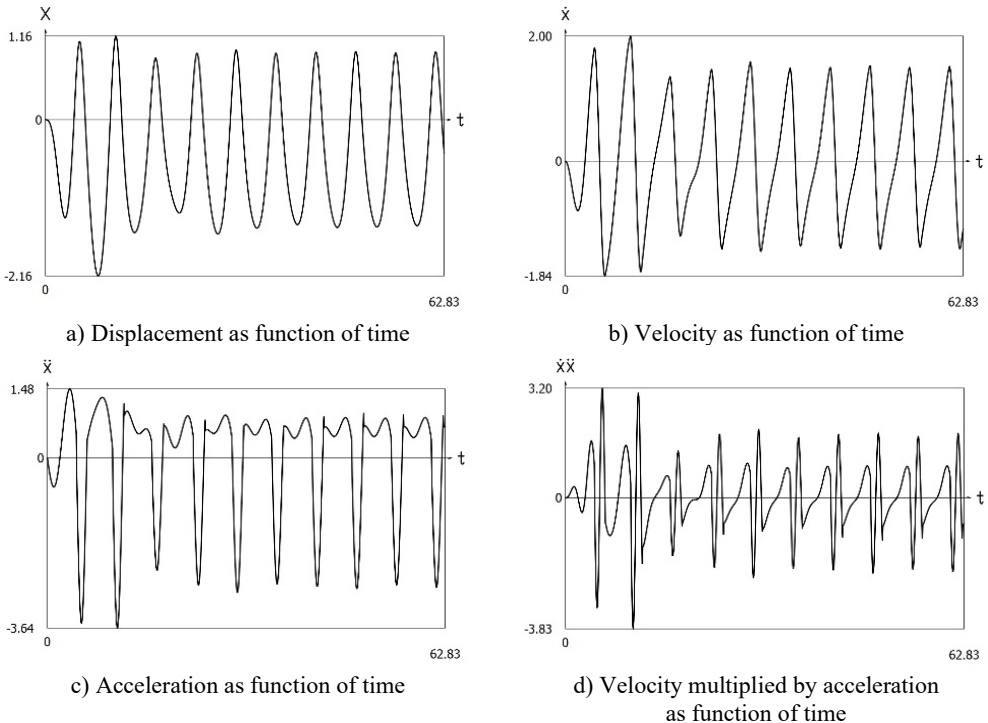 X
1.16
0
t
-2.16
0
62.83
a) Displacement as function of time
ẋ
2.00
0
t
-1.84
0
62.83
b) Velocity as function of time
ẍ
1.48
0
t
-3.64
0
62.83
c) Acceleration as function of time
ẋẍ
3.20
0
t
-3.83
0
62.83
d) Velocity multiplied by acceleration
as function of time